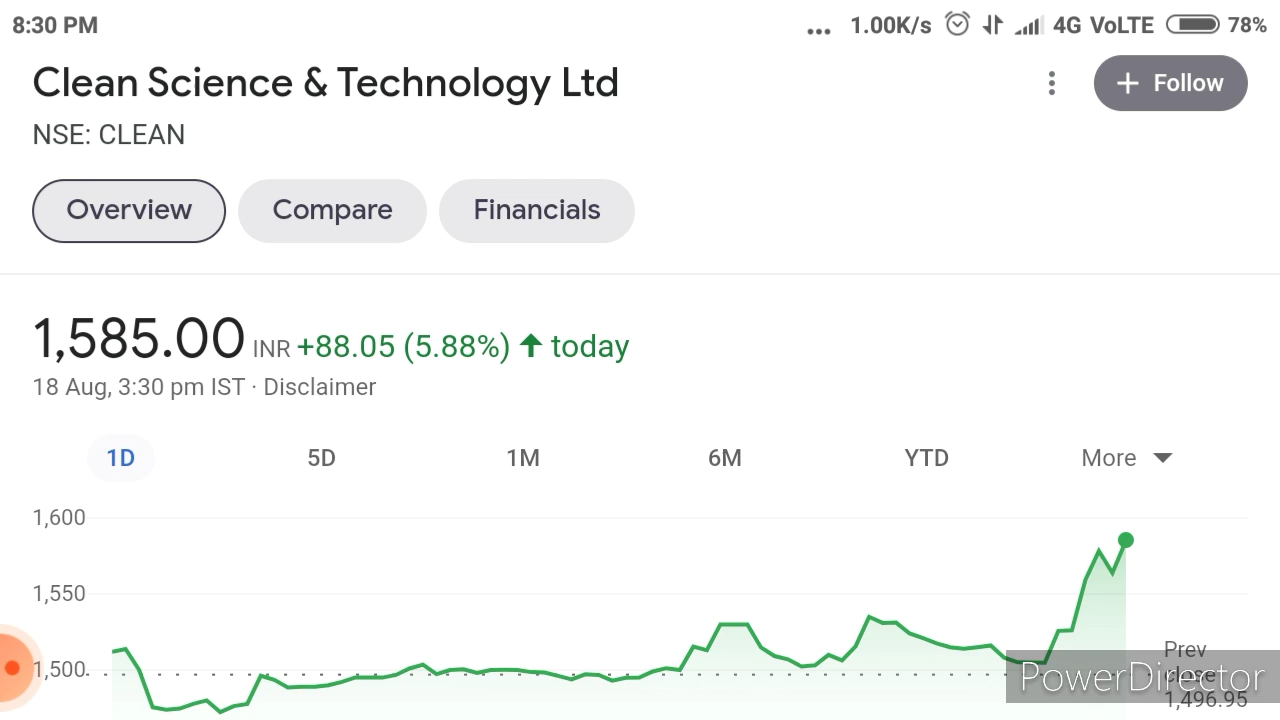 8:30 PM ... 1.00K/s 4G VoLTE 78%
Clean Science & Technology Ltd
+ Follow
NSE: CLEAN
Overview Compare Financials
1,585.00 INR +88.05 (5.88%) ↑ today
18 Aug, 3:30 pm IST · Disclaimer
1D 5D 1M 6M YTD More
1,600
1,550
1,500
Prev
close
1,496.95
PowerDirector